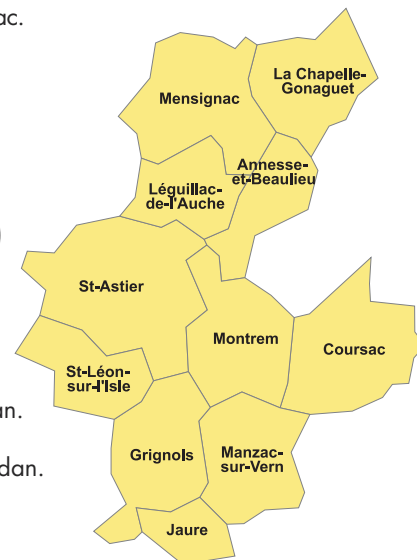 ac.
La Chapelle-
Gonaguet
Mensignac
Annesse-
et-Beaulieu
Léguillac-
de-l'Auche
)
St-Astier
Montrem
Coursac
St-Léon-
sur-l'Isle
an.
Grignols
Manzac-
sur-Vern
dan.
Jaure